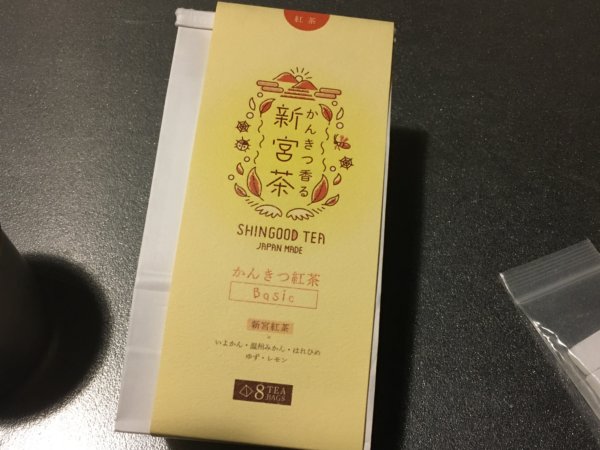 紅茶
かんきつ香る
新宮茶
SHINGOOD TEA
JAPAN MADE
かんきつ紅茶
Basic
新宮紅茶
×
いよかん・温州みかん・はれひめ
ゆず・レモン
8 TEA
BAGS